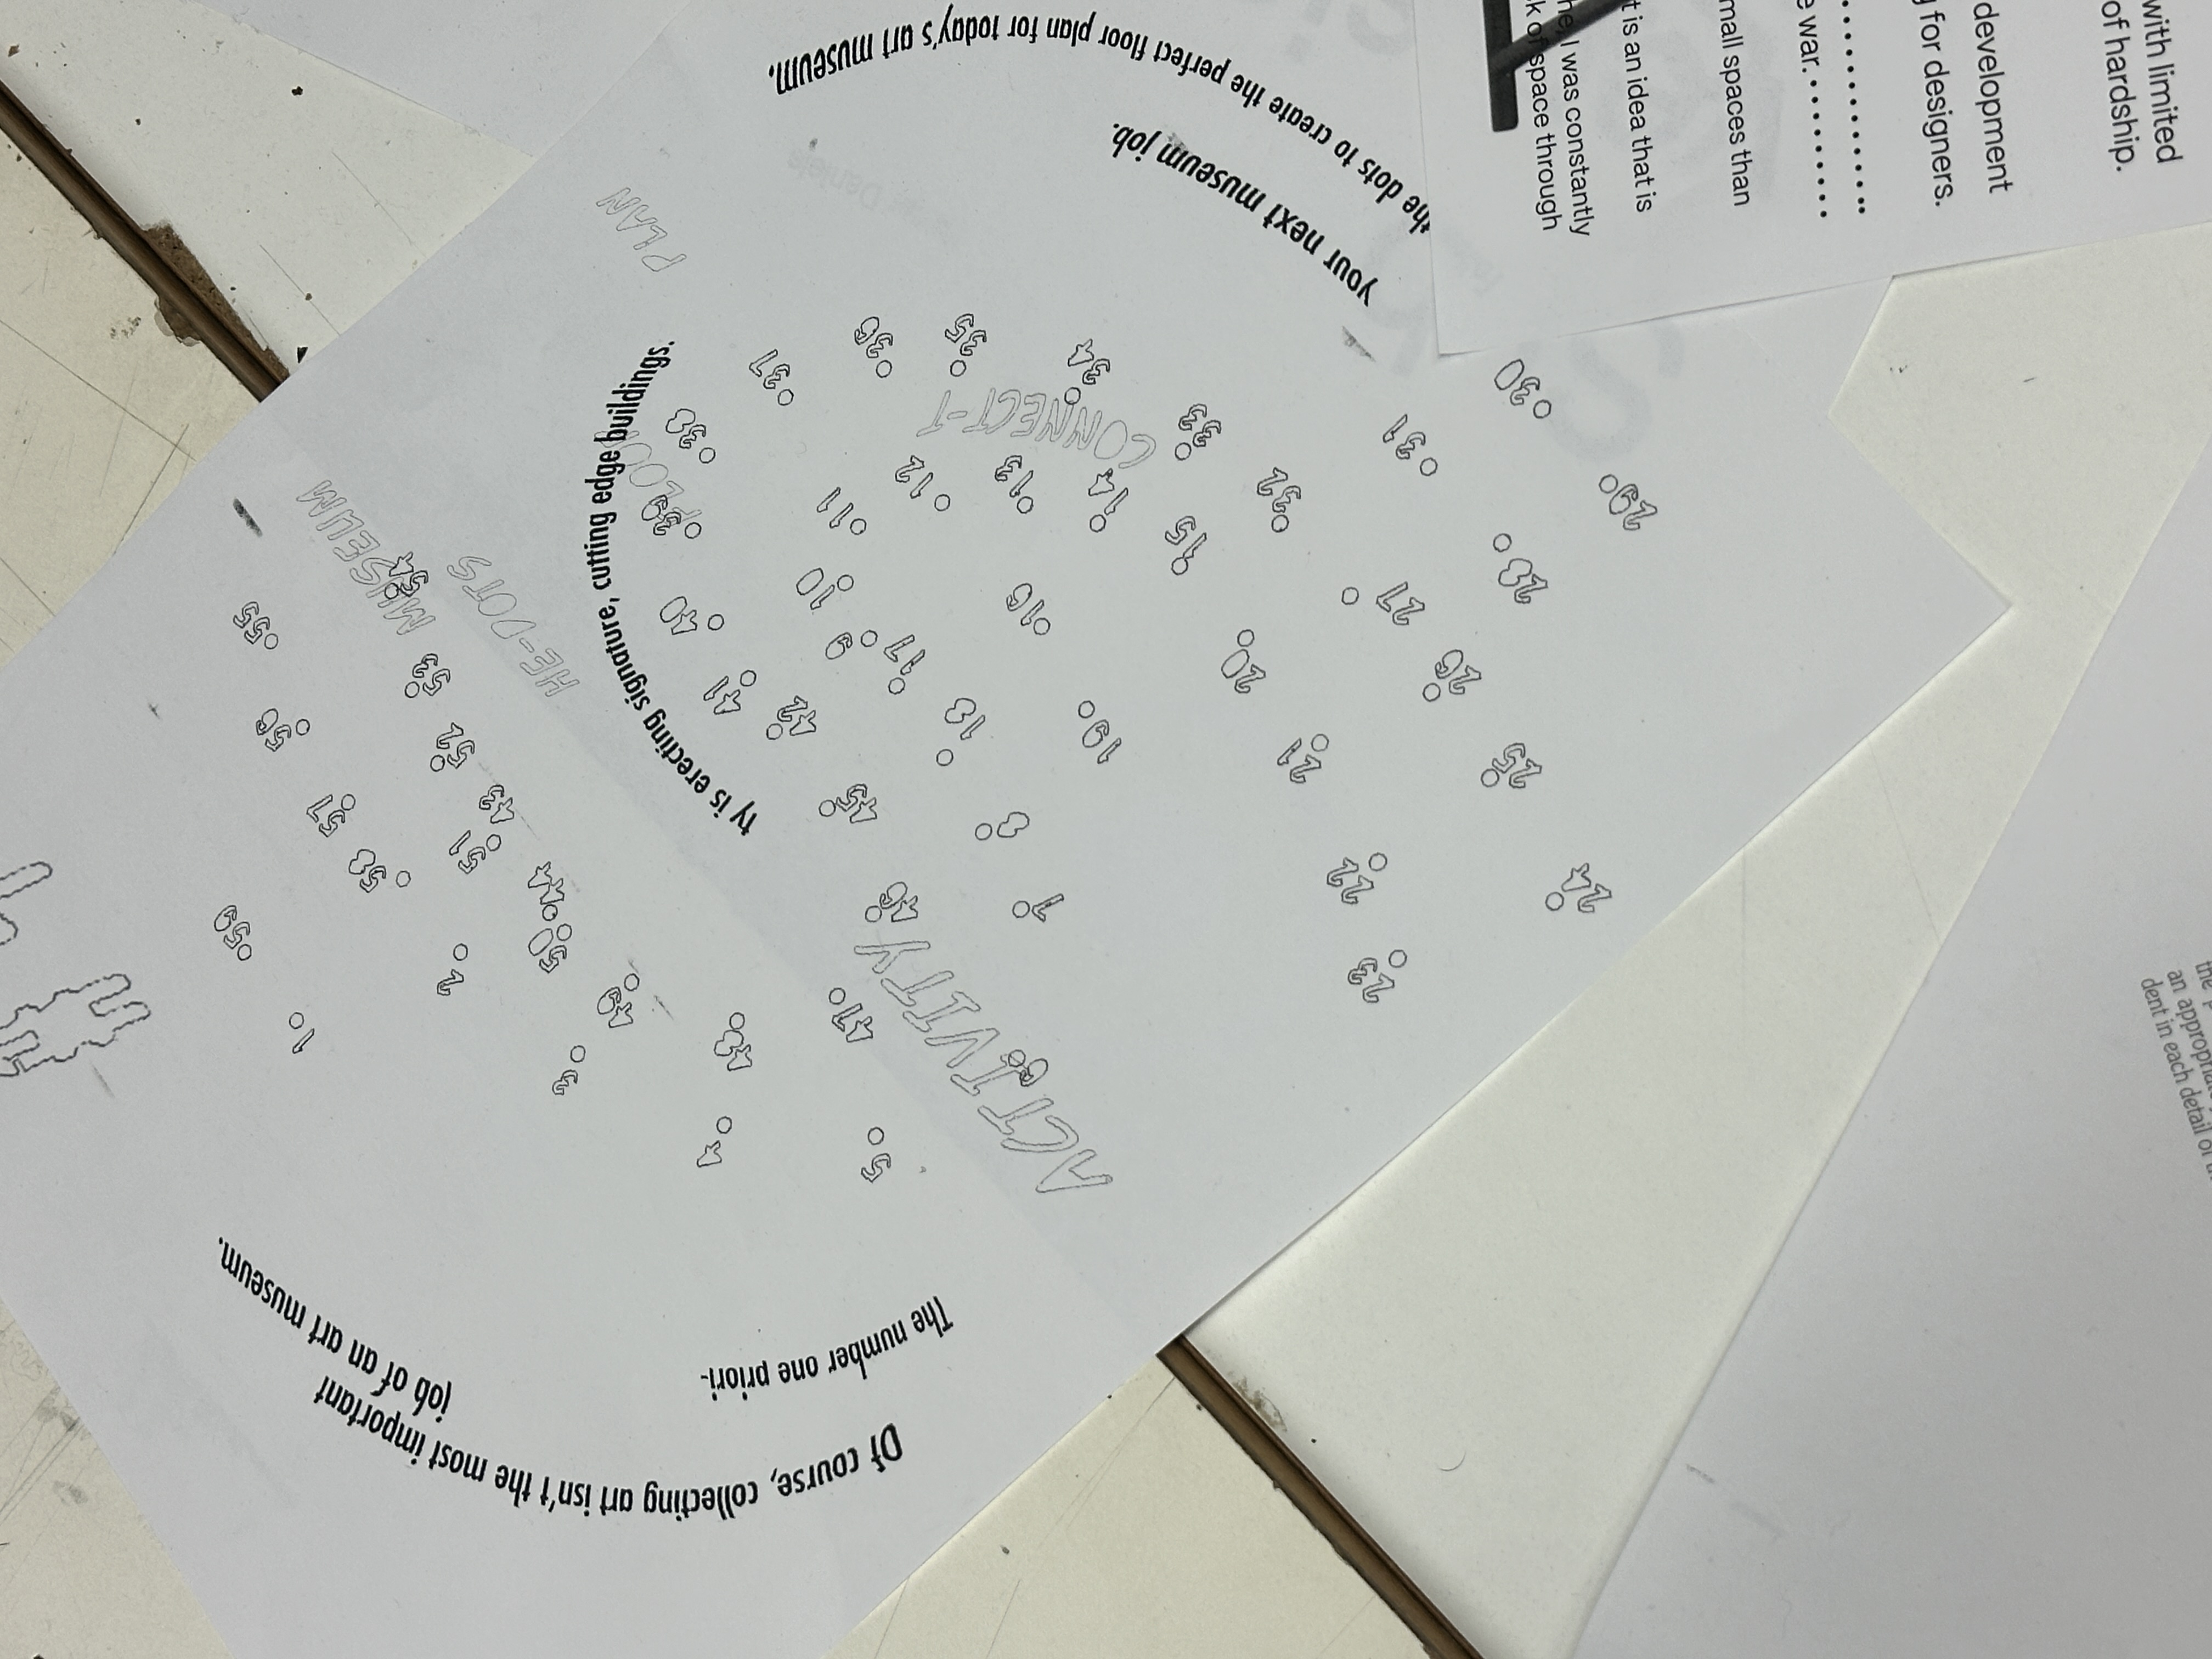 Of course, collecting art isn't the most important
job of an art museum.
The number one priori-
ty is erecting signature, cutting edge buildings.
MUSEUM
ACTIVITY
CONNECT-T
HE-DOTS
FLOOR
PLAN
the dots to create the perfect floor plan for today's art museum.
your next museum job.
1
2
3
4
5
6
7
8
9
10
11
12
13
14
15
16
17
18
19
20
21
22
23
24
25
26
27
28
29
30
31
32
33
34
35
36
37
38
39
40
41
42
43
44
45
46
47
48
49
50
51
52
53
54
55
56
57
58
59
with limited
of hardship.
development
for designers.
war.
small spaces than
is an idea that is
I was constantly
of space through
dent in each detail of
an appropria
the